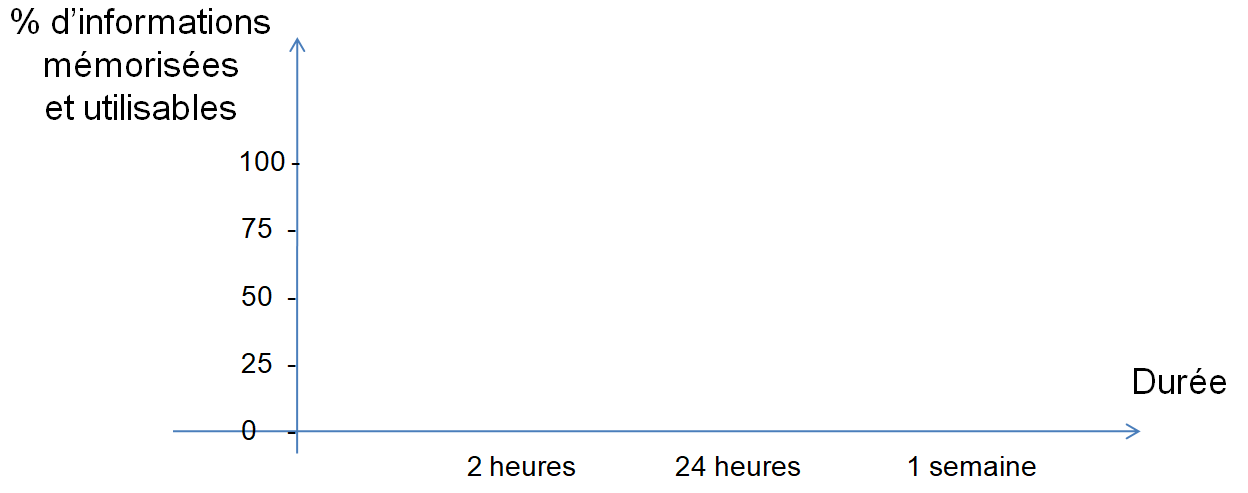 % d’informations
mémorisées
et utilisables
100 -
75 -
50 -
25 -
0 -
Durée
2 heures
24 heures
1 semaine